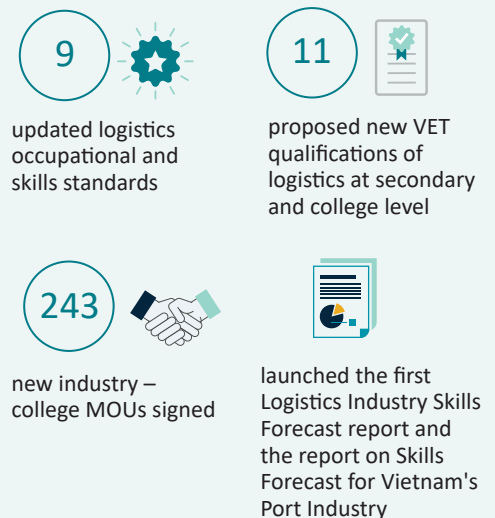 9
updated logistics
occupational and
skills standards
11
proposed new VET
qualifications of
logistics at secondary
and college level
243
new industry –
college MOUs signed
launched the first
Logistics Industry Skills
Forecast report and
the report on Skills
Forecast for Vietnam's
Port Industry